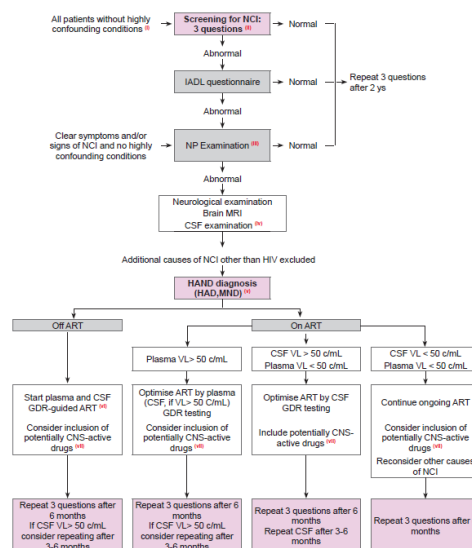 All patients without highly
confounding conditions (i)
Screening for NCI:
3 questions (ii)
Normal
Abnormal
IADL questionnaire
Normal
Repeat 3 questions
after 2 ys
Abnormal
Clear symptoms and/or
signs of NCI and no highly
confounding conditions
NP Examination (iii)
Normal
Abnormal
Neurological examination
Brain MRI
CSF examination (iv)
Additional causes of NCI other than HIV excluded
HAND diagnosis
(HAD,MND) (v)
Off ART
On ART
Plasma VL> 50 c/mL
CSF VL > 50 c/mL
Plasma VL < 50 c/mL
CSF VL < 50 c/mL
Plasma VL < 50 c/mL
Start plasma and CSF
GDR-guided ART (vi)
Consider inclusion of
potentially CNS-active
drugs (vii)
Optimise ART by plasma
(CSF, if VL> 50 C/mL)
GDR testing
Consider inclusion of
potentially CNS-active
drugs (vii)
Optimise ART by CSF
GDR testing
Include potentially CNS-
active drugs (vii)
Continue ongoing ART
Consider inclusion of
potentially CNS-active
drugs (vii)
Reconsider other causes
of NCI
Repeat 3 questions after 6
months
If CSF VL> 50 c/mL
consider repeating after
3-6 months
Repeat 3 questions after 6
months
If CSF VL> 50 c/mL
consider repeating after
3-6 months
Repeat 3 questions after 6
months
Repeat CSF after 3-6
months
Repeat 3 questions after
months